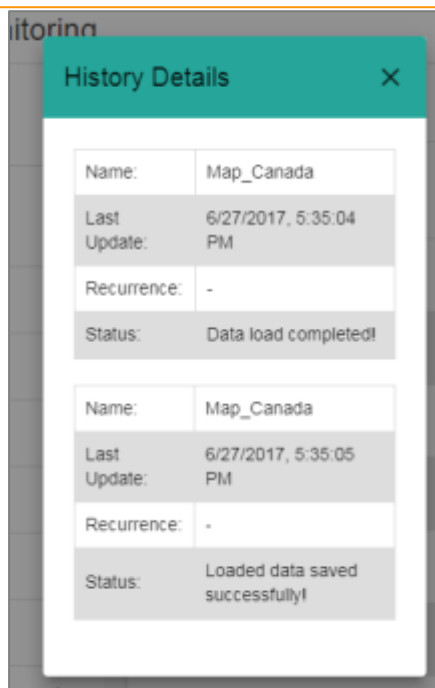 itoring
History Details ×
Name: Map_Canada
Last 6/27/2017, 5:35:04
Update: PM
Recurrence: -
Status: Data load completed!
Name: Map_Canada
Last 6/27/2017, 5:35:05
Update: PM
Recurrence: -
Status: Loaded data saved
successfully!